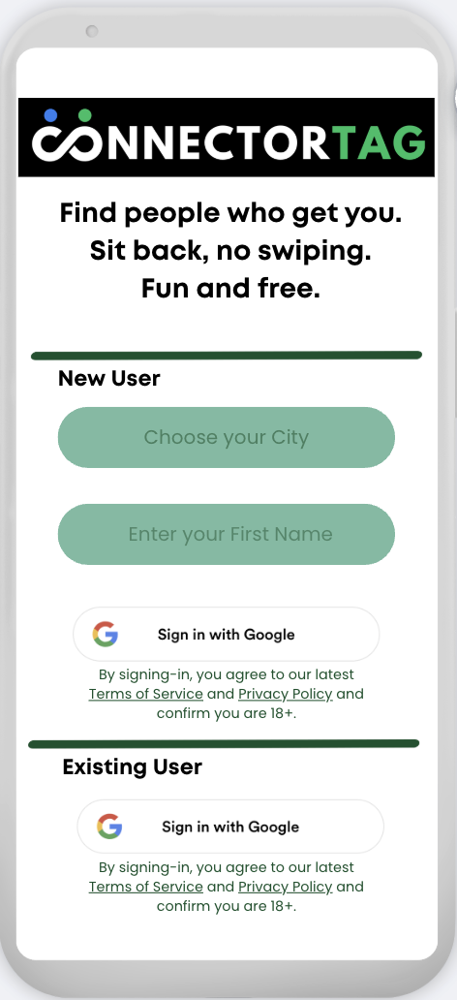 CONNECTORTAG
Find people who get you.
Sit back, no swiping.
Fun and free.
New User
Choose your City
Enter your First Name
Sign in with Google
By signing-in, you agree to our latest
Terms of Service and Privacy Policy and
confirm you are 18+.
Existing User
Sign in with Google
By signing-in, you agree to our latest
Terms of Service and Privacy Policy and
confirm you are 18+.